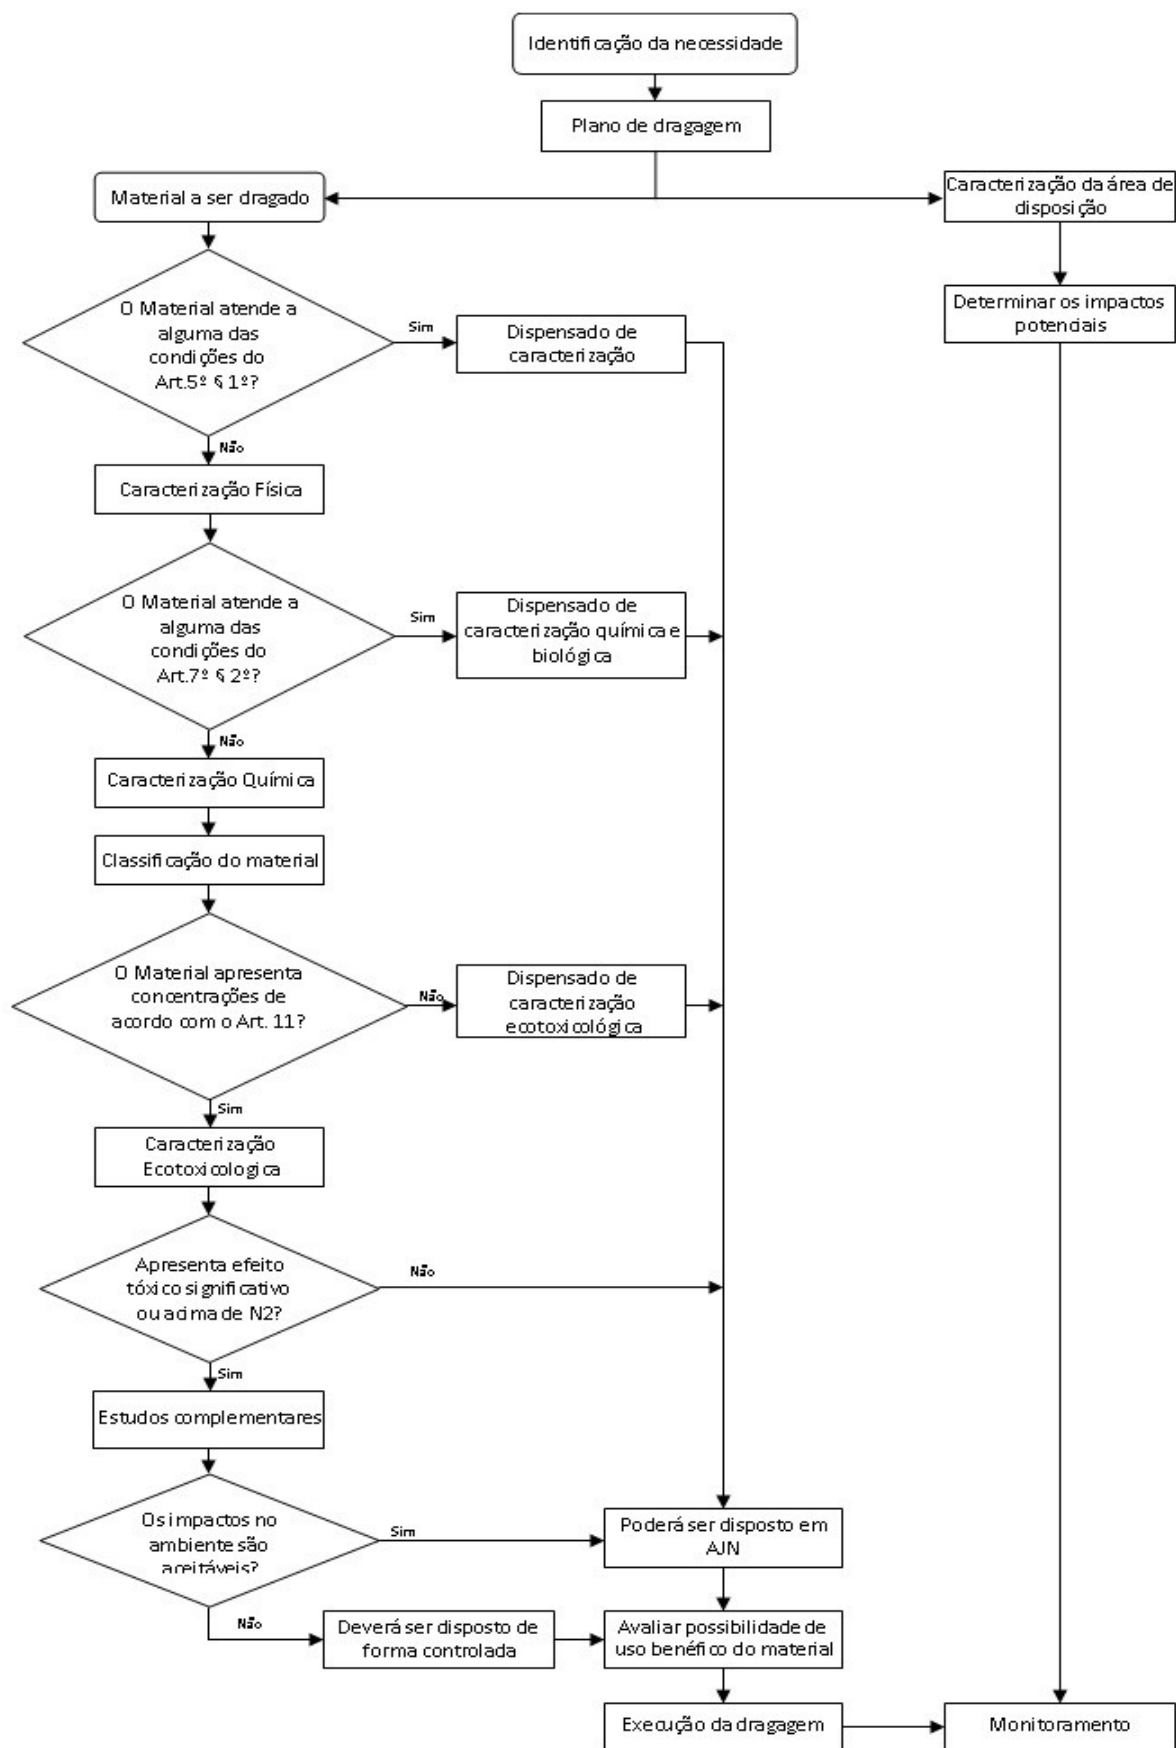 Identificação da necessidade
Plano de dragagem
Material a ser dragado
Caracterização da área de
disposição
O Material atende a
alguma das
condições do
Art.5º § 1º?
Sim
Dispensado de
caracterização
Determinar os impactos
potenciais
Não
Caracterização Física
O Material atende a
alguma das
condições do
Art.7º § 2º?
Sim
Dispensado de
caracterização química e
biológica
Não
Caracterização Química
Classificação do material
O Material apresenta
concentrações de
acordo com o Art. 11?
Não
Dispensado de
caracterização
ecotoxicológica
Sim
Caracterização
Ecotoxicologica
Apresenta efeito
tóxico significativo
ou acima de N2?
Não
Sim
Estudos complementares
Os impactos no
ambiente são
aceitáveis?
Sim
Poderá ser disposto em
AJN
Não
Deverá ser disposto de
forma controlada
Avaliar possibilidade de
uso benéfico do material
Execução da dragagem
Monitoramento